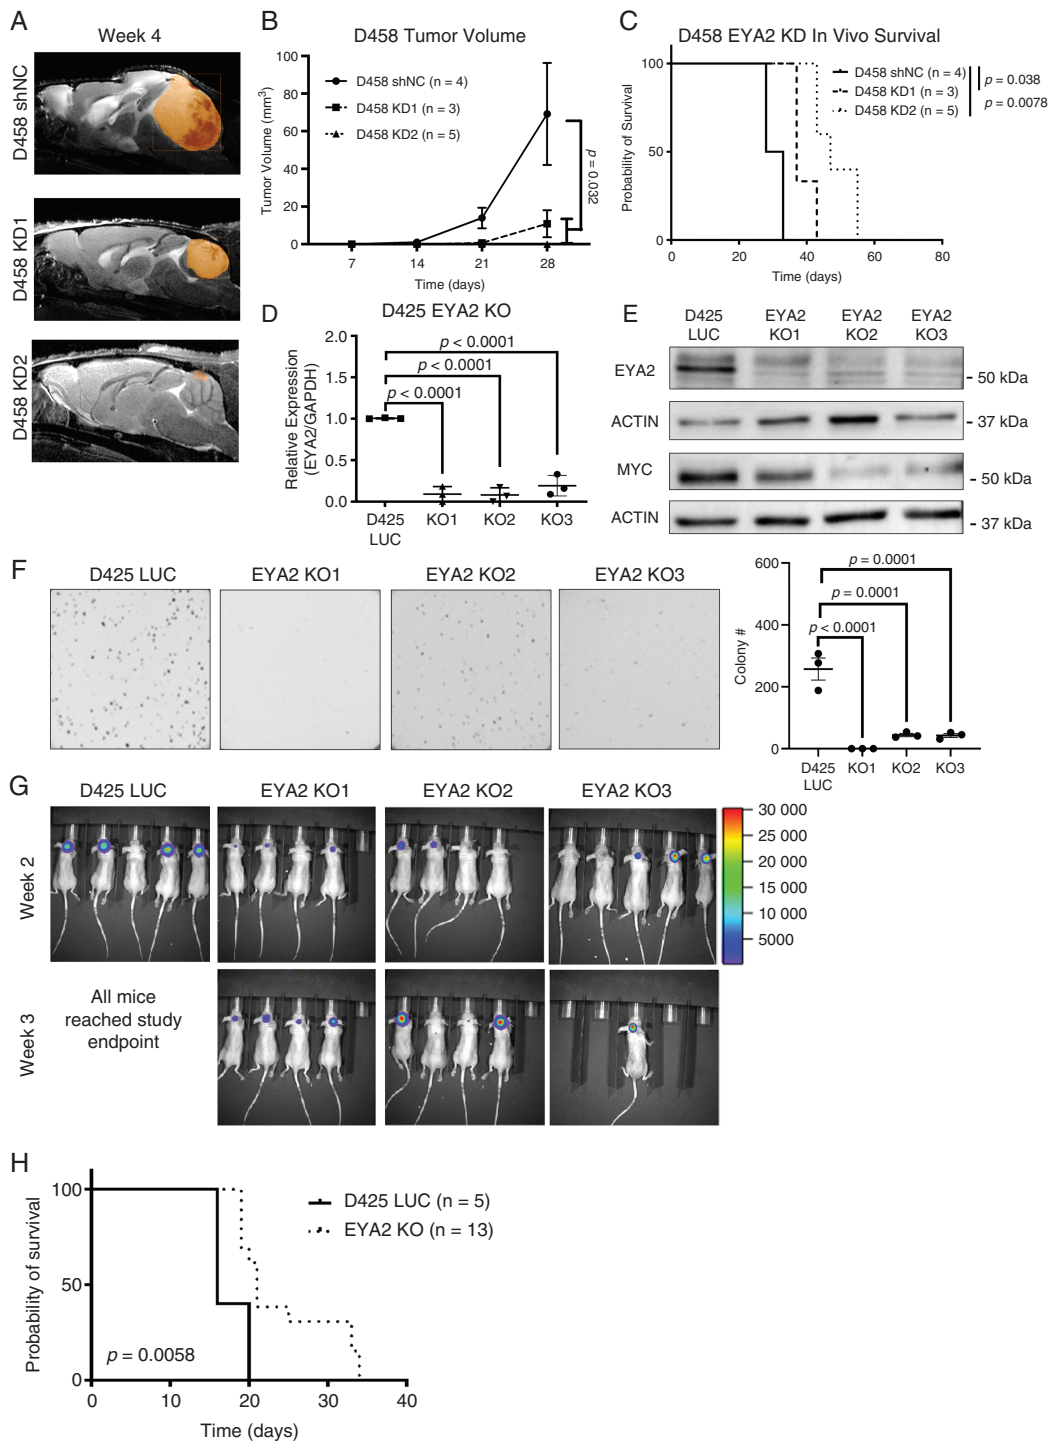 A
Week 4
D458 shNC
D458 KD1
D458 KD2
B
D458 Tumor Volume
Tumor Volume (mm³)
100
80
60
40
20
0
7
14
21
28
Time (days)
D458 shNC (n = 4)
D458 KD1 (n = 3)
D458 KD2 (n = 5)
p = 0.032
C
D458 EYA2 KD In Vivo Survival
Probability of Survival
100
50
0
0
20
40
60
80
Time (days)
D458 shNC (n = 4)
D458 KD1 (n = 3)
D458 KD2 (n = 5)
p = 0.038
p = 0.0078
D
D425 EYA2 KO
Relative Expression
(EYA2/GAPDH)
2.0
1.5
1.0
0.5
0.0
p < 0.0001
p < 0.0001
p < 0.0001
D425
LUC
KO1
KO2
KO3
E
D425
LUC
EYA2
KO1
EYA2
KO2
EYA2
KO3
EYA2
- 50 kDa
ACTIN
- 37 kDa
MYC
- 50 kDa
ACTIN
- 37 kDa
F
D425 LUC
EYA2 KO1
EYA2 KO2
EYA2 KO3
Colony #
600
400
200
0
p = 0.0001
p = 0.0001
p < 0.0001
D425
LUC
KO1
KO2
KO3
G
D425 LUC
EYA2 KO1
EYA2 KO2
EYA2 KO3
Week 2
30 000
25 000
20 000
15 000
10 000
5000
Week 3
All mice
reached study
endpoint
H
Probability of survival
100
50
0
0
10
20
30
40
Time (days)
D425 LUC (n = 5)
EYA2 KO (n = 13)
p = 0.0058